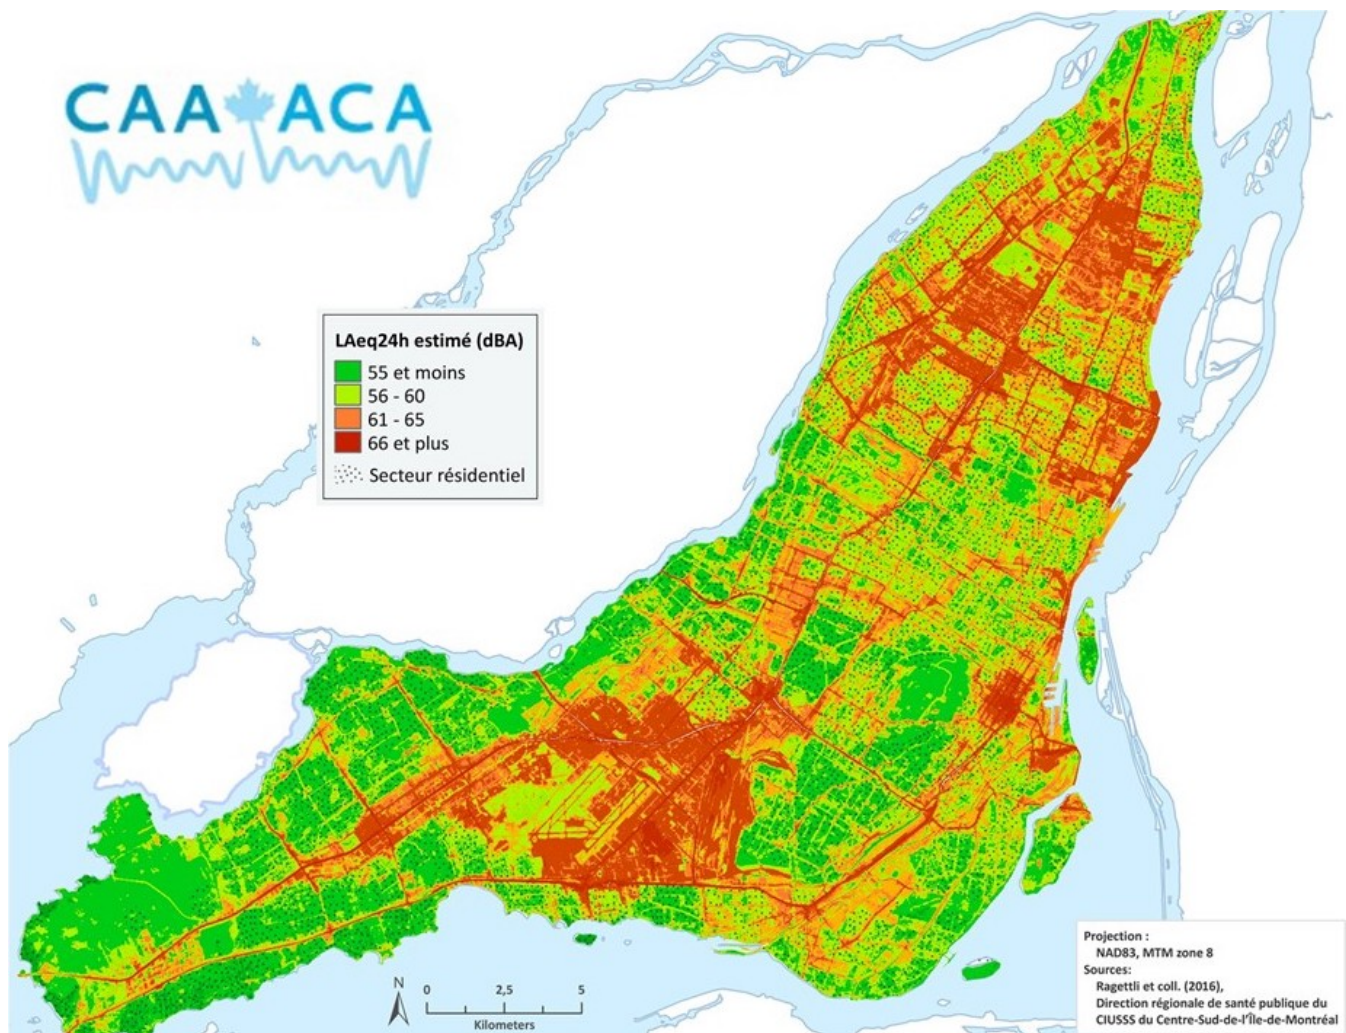 CAA ACA
LAeq24h estimé (dBA)
55 et moins
56 - 60
61 - 65
66 et plus
Secteur résidentiel
N
0 2,5 5
Kilometers
Projection :
NAD83, MTM zone 8
Sources:
Ragettli et coll. (2016),
Direction régionale de santé publique du
CIUSSS du Centre-Sud-de-l'Île-de-Montréal